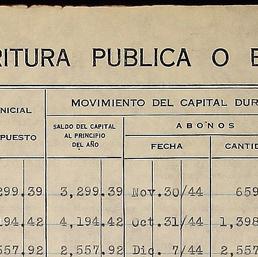 RITURA PUBLICA O E
MOVIMIENTO DEL CAPITAL DUR
NICIAL
SALDO DEL CAPITAL
AL PRINCIPIO
DEL AÑO
ABONOS
PUESTO
FECHA
CANTID
299.39 3,299.39 Nov.30/44 659
194.42 4,194.42 Oct.31/44 1,398
557.92 2,557.92 Dic. 7/44 2,557